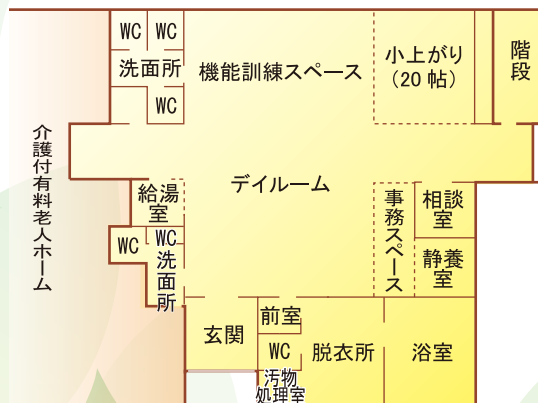 WC
WC
洗面所
WC
機能訓練スペース
小上がり
(20帖)
階段
介護付有料老人ホーム
デイルーム
給湯
室
WC
WC
洗面所
事務スペース
相談
室
静養
室
玄関
前室
WC
脱衣所
浴室
汚物
処理室